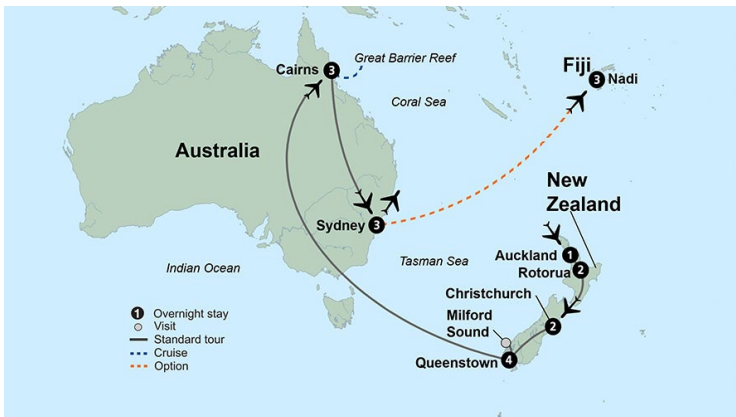 Great Barrier Reef
Cairns 3
Fiji
3 Nadi
Coral Sea
Australia
New
Zealand
Sydney 3
Auckland 1
Tasman Sea
Rotorua 2
Indian Ocean
Christchurch
2
Milford
Sound
Queenstown 4
1 Overnight stay
Visit
Standard tour
Cruise
Option